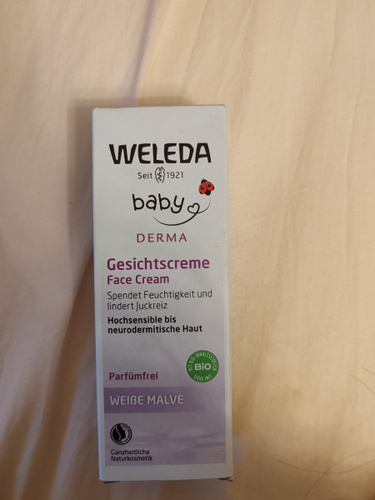 WELEDA
Seit 1921
baby
DERMA
Gesichtscreme
Face Cream
Spendet Feuchtigkeit und
lindert Juckreiz
Hochsensible bis
neurodermitische Haut
BIO
Parfümfrei
WEIẞE MALVE
Ganzheitliche
Naturkosmetik